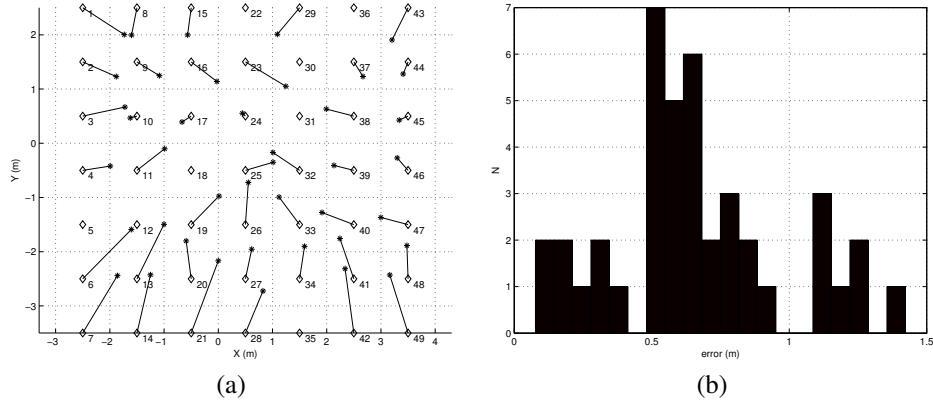 1 8 15 22 29 36 43
2
2 9 16 23 30 37 44
1
3 10 17 24 31 38 45
0
4 11 18 25 32 39 46
−1
5 12 19 26 33 40 47
−2
6 13 20 27 34 41 48
−3
7 14 21 28 35 42 49
−3 −2 −1 0 1 2 3 4
X (m)
Y (m)
(a)
7
6
5
4
3
2
1
0
N
0 0.5 1 1.5
error (m)
(b)